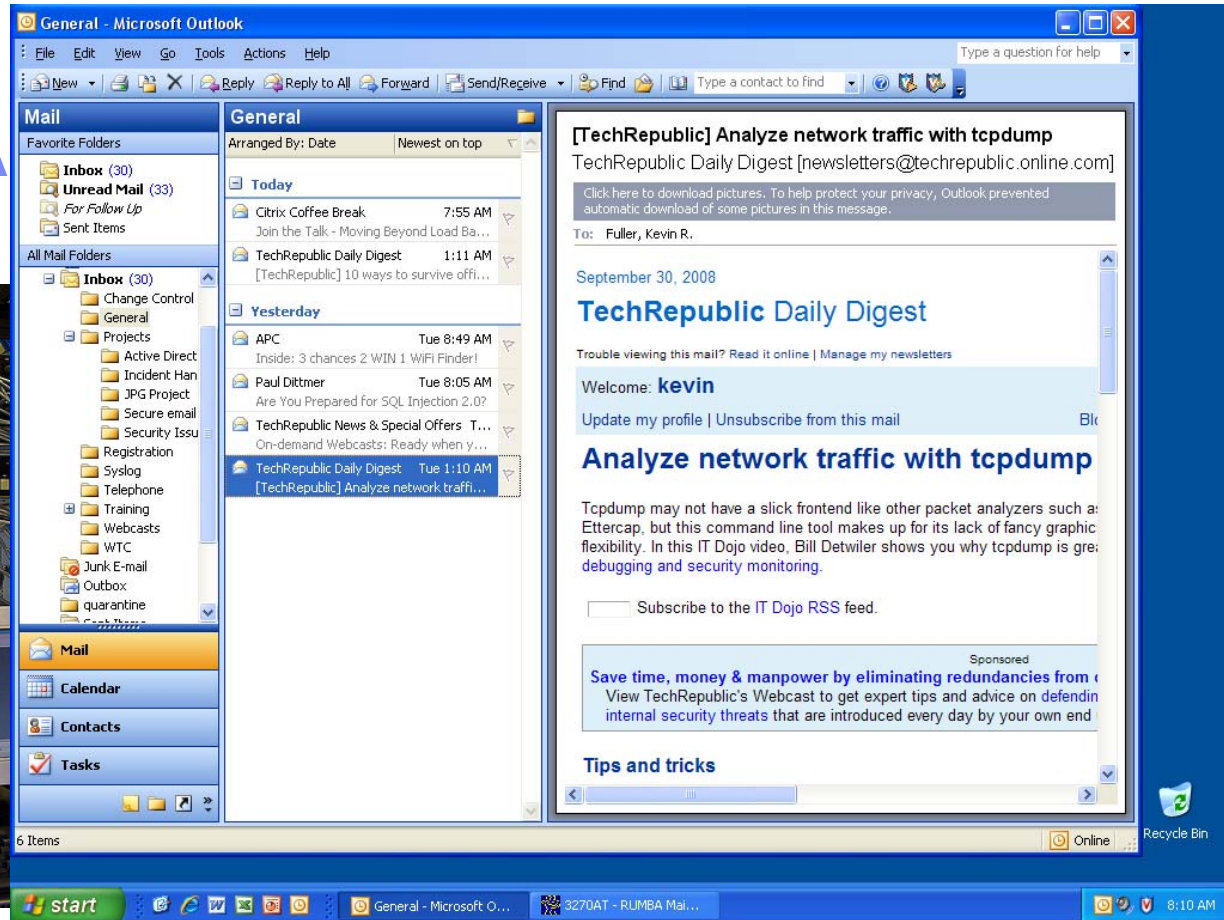 General - Microsoft Outlook
File Edit View Go Tools Actions Help
Type a question for help
New Reply Reply to All Forward Send/Receive Find Type a contact to find
Mail
Favorite Folders
Inbox (30)
Unread Mail (33)
For Follow Up
Sent Items
All Mail Folders
Inbox (30)
Change Control
General
Projects
Active Direct
Incident Han
JPG Project
Secure email
Security Issu
Registration
Syslog
Telephone
Training
Webcasts
WTC
Junk E-mail
Outbox
quarantine
Sent Items
Mail
Calendar
Contacts
Tasks
General
Arranged By: Date Newest on top
Today
Citrix Coffee Break 7:55 AM
Join the Talk - Moving Beyond Load Ba...
TechRepublic Daily Digest 1:11 AM
[TechRepublic] 10 ways to survive offi...
Yesterday
APC Tue 8:49 AM
Inside: 3 chances 2 WIN 1 WiFi Finder!
Paul Dittmer Tue 8:05 AM
Are You Prepared for SQL Injection 2.0?
TechRepublic News & Special Offers T...
On-demand Webcasts: Ready when y...
TechRepublic Daily Digest Tue 1:10 AM
[TechRepublic] Analyze network traffi...
[TechRepublic] Analyze network traffic with tcpdump
TechRepublic Daily Digest [newsletters@techrepublic.online.com]
Click here to download pictures. To help protect your privacy, Outlook prevented
automatic download of some pictures in this message.
To: Fuller, Kevin R.
September 30, 2008
TechRepublic Daily Digest
Trouble viewing this mail? Read it online | Manage my newsletters
Welcome: kevin
Update my profile | Unsubscribe from this mail
Analyze network traffic with tcpdump
Tcpdump may not have a slick frontend like other packet analyzers such as
Ettercap, but this command line tool makes up for its lack of fancy graphic
flexibility. In this IT Dojo video, Bill Detwiler shows you why tcpdump is grea
debugging and security monitoring.
Subscribe to the IT Dojo RSS feed.
Sponsored
Save time, money & manpower by eliminating redundancies from
View TechRepublic's Webcast to get expert tips and advice on defendin
internal security threats that are introduced every day by your own end
Tips and tricks
6 Items
Online
Recycle Bin
start
General - Microsoft O...
3270AT - RUMBA Mai...
8:10 AM